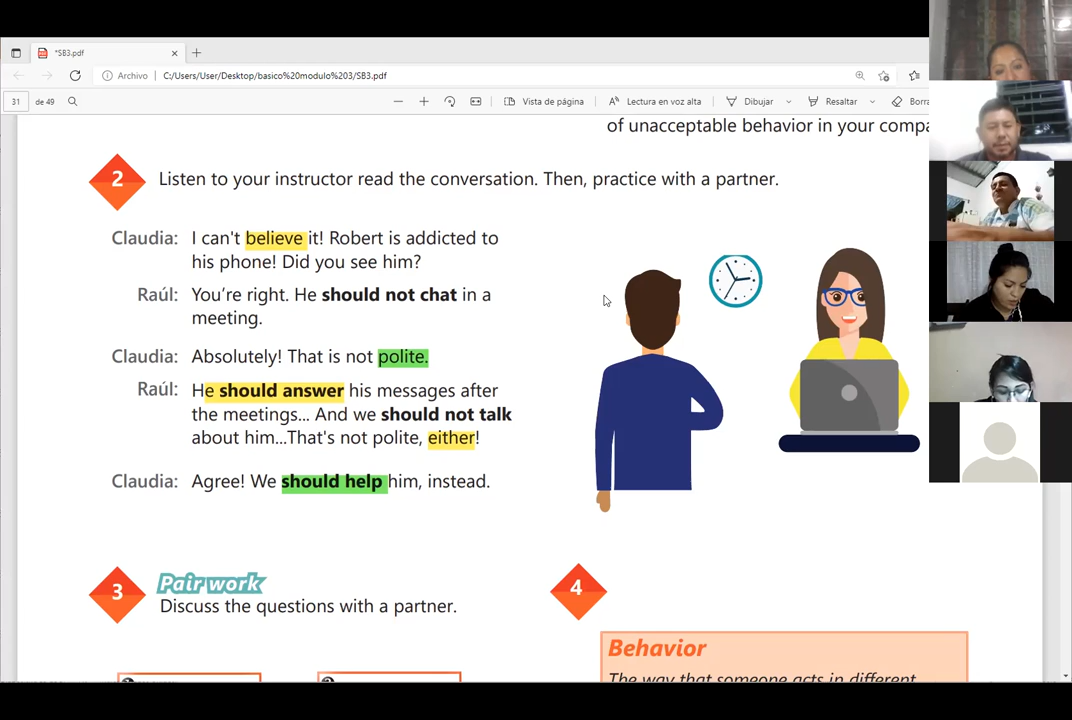 *SB3.pdf
Archivo
C:/Users/User/Desktop/basico%20modulo%203/SB3.pdf
31
de 49
Vista de página
Lectura en voz alta
Dibujar
Resaltar
Borra
of unacceptable behavior in your compa
2
Listen to your instructor read the conversation. Then, practice with a partner.
Claudia: I can't believe it! Robert is addicted to
his phone! Did you see him?
Raúl: You’re right. He should not chat in a
meeting.
Claudia: Absolutely! That is not polite.
Raúl: He should answer his messages after
the meetings... And we should not talk
about him...That's not polite, either!
Claudia: Agree! We should help him, instead.
3
Pair work
Discuss the questions with a partner.
4
Behavior
The way that someone acts in different